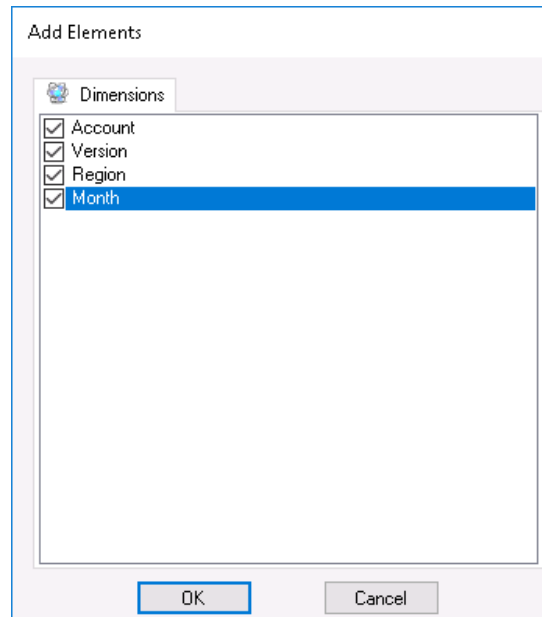 Add Elements
Dimensions
Account
Version
Region
Month
OK Cancel